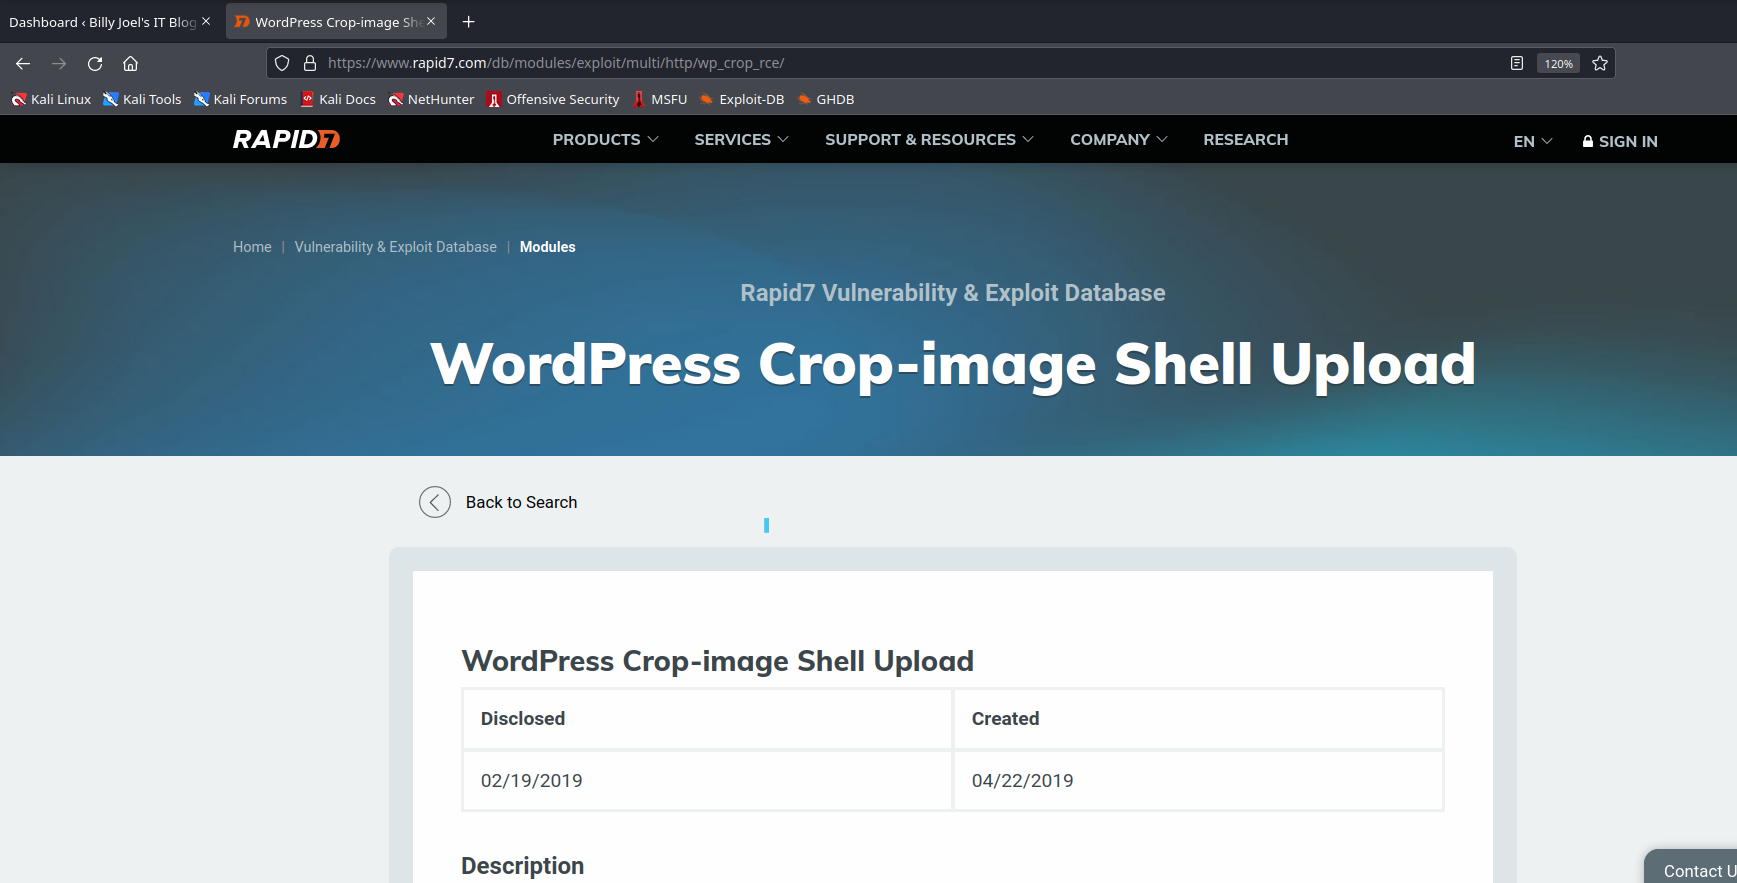 Dashboard ‹ Billy Joel's IT Blog
WordPress Crop-image She
https://www.rapid7.com/db/modules/exploit/multi/http/wp_crop_rce/
120%
Kali Linux Kali Tools Kali Forums Kali Docs NetHunter Offensive Security MSFU Exploit-DB GHDB
RAPID7 PRODUCTS SERVICES SUPPORT & RESOURCES COMPANY RESEARCH EN SIGN IN
Home | Vulnerability & Exploit Database | Modules
Rapid7 Vulnerability & Exploit Database
WordPress Crop-image Shell Upload
Back to Search
WordPress Crop-image Shell Upload
Disclosed Created
02/19/2019 04/22/2019
Description
Contact U